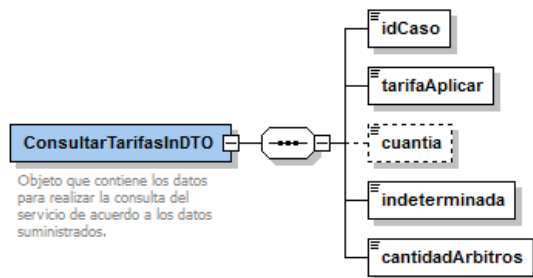 idCaso
tarifaAplicar
ConsultarTarifasInDTO
cuantia
Objeto que contiene los datos
para realizar la consulta del
servicio de acuerdo a los datos
suministrados.
indeterminada
cantidadArbitros